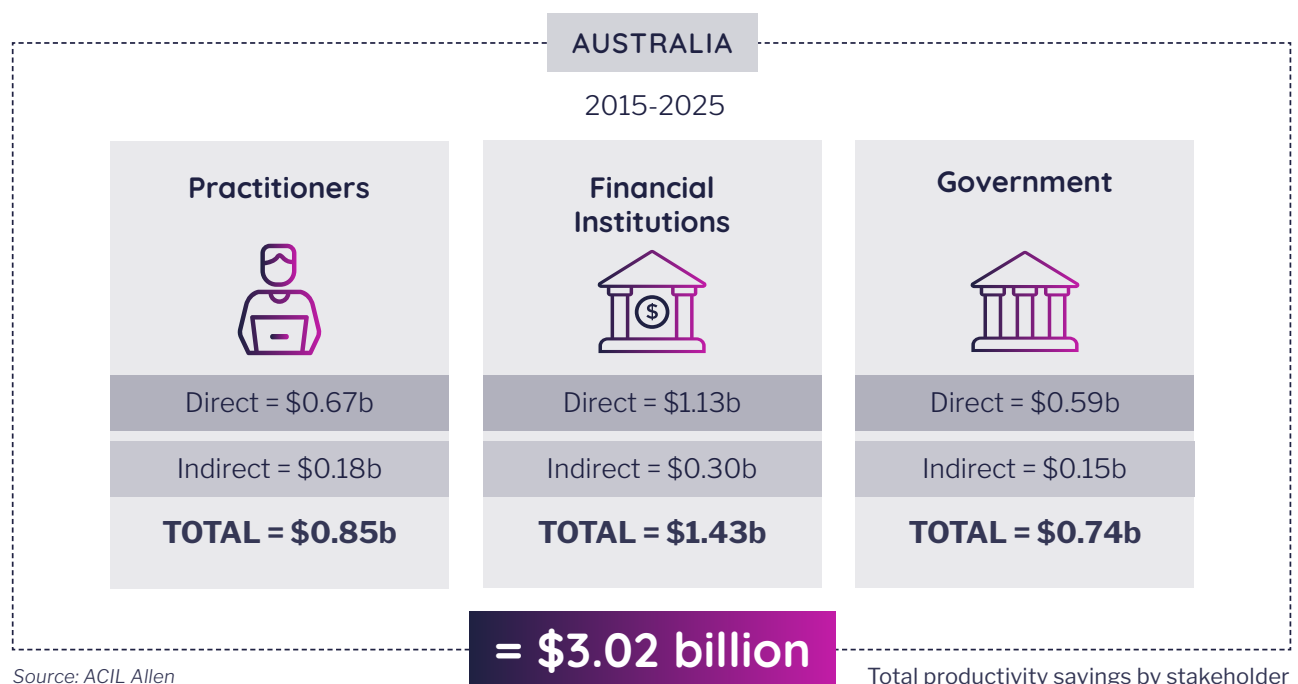 AUSTRALIA
2015-2025
Practitioners
Direct = $0.67b
Indirect = $0.18b
TOTAL = $0.85b
Financial
Institutions
$
Direct = $1.13b
Indirect = $0.30b
TOTAL = $1.43b
Government
Direct = $0.59b
Indirect = $0.15b
TOTAL = $0.74b
= $3.02 billion
Source: ACIL Allen
Total productivity savings by stakeholder